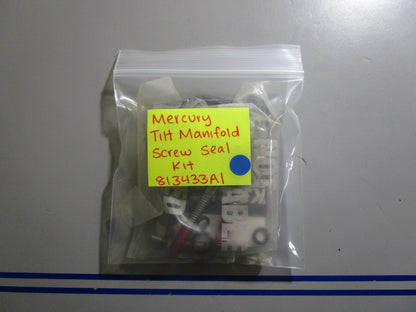 Mercury
Tilt Manifold
Screw Seal
Kit
813433A1